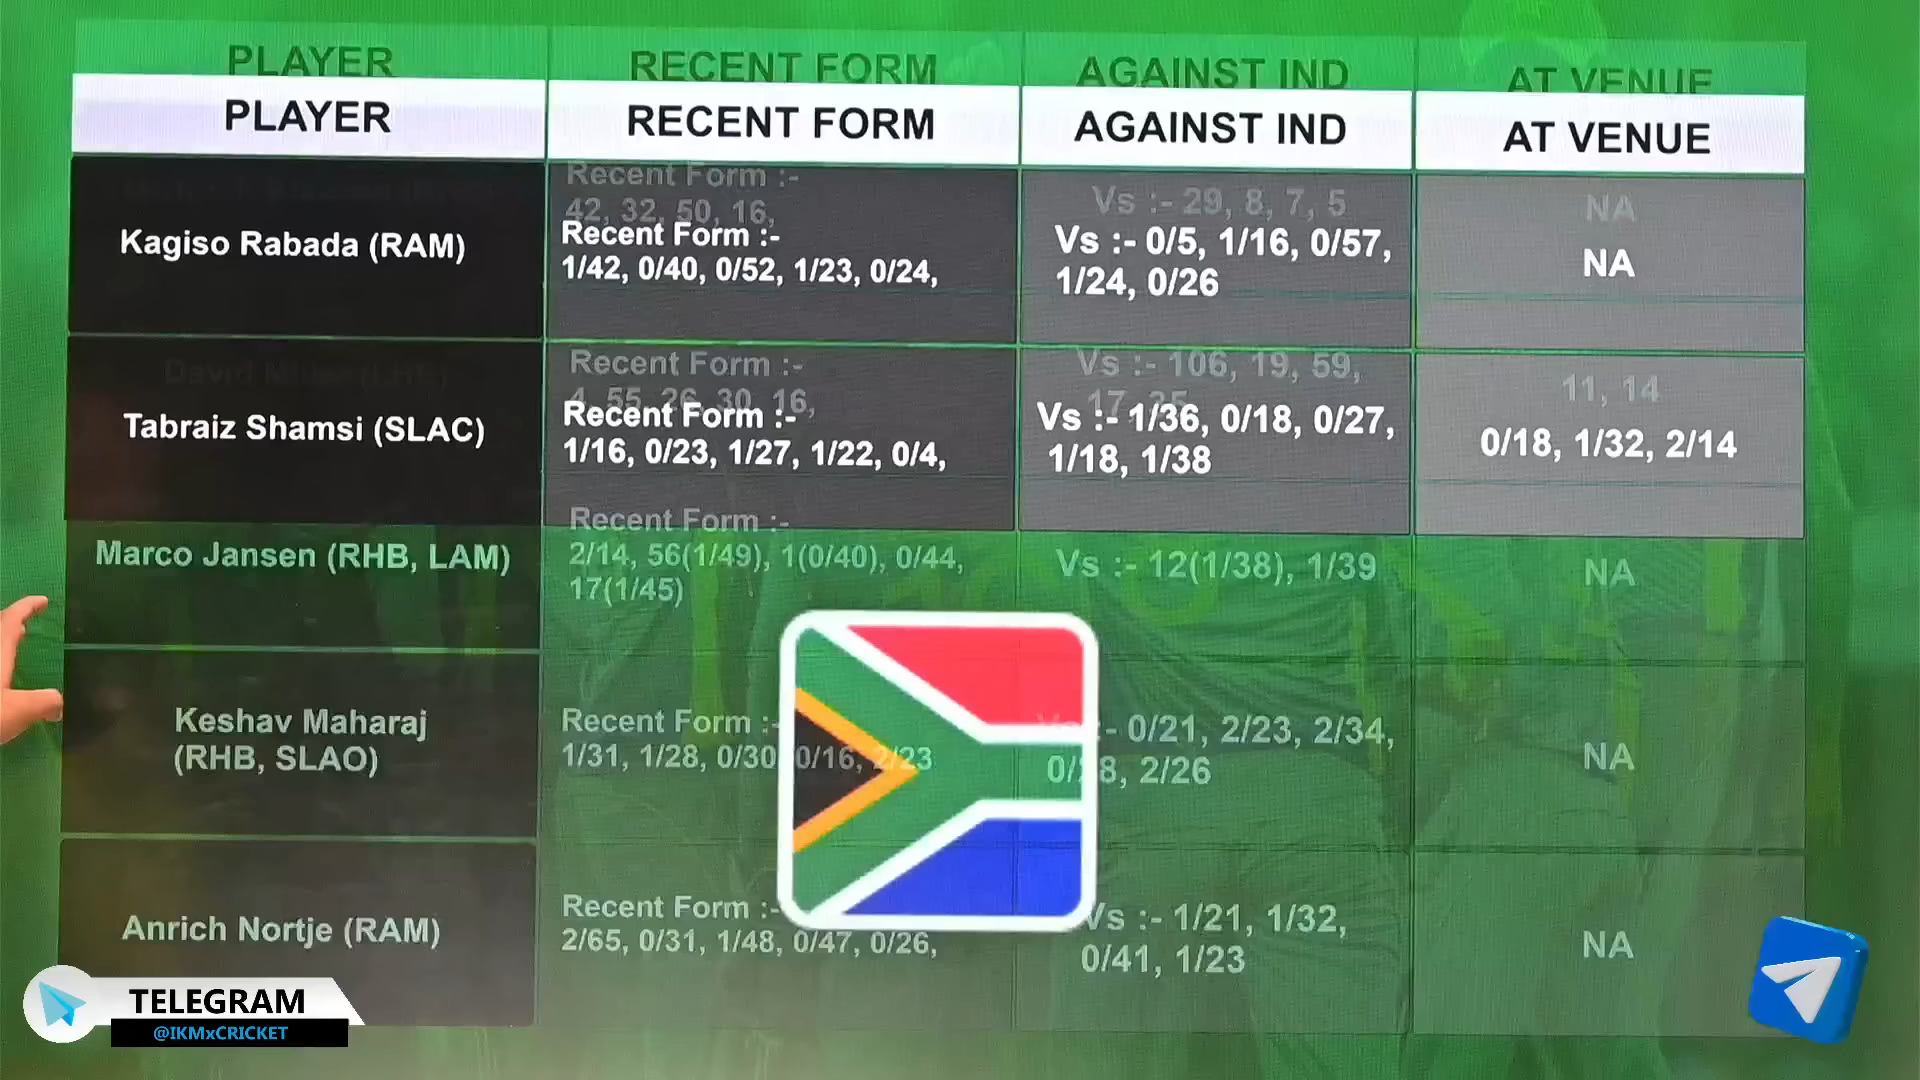 PLAYER RECENT FORM AGAINST IND AT VENUE
PLAYER RECENT FORM AGAINST IND AT VENUE
Recent Form :-
42, 32, 50, 16,
Vs :- 29, 8, 7, 5
NA
Kagiso Rabada (RAM)
Recent Form :-
1/42, 0/40, 0/52, 1/23, 0/24,
Vs :- 0/5, 1/16, 0/57,
1/24, 0/26
NA
Recent Form :-
4, 55, 26, 30, 16,
Vs :- 106, 19, 59,
11, 14
Tabraiz Shamsi (SLAC)
Recent Form :-
1/16, 0/23, 1/27, 1/22, 0/4,
Vs :- 1/36, 0/18, 0/27,
1/18, 1/38
0/18, 1/32, 2/14
Marco Jansen (RHB, LAM)
Recent Form :-
2/14, 56(1/49), 1(0/40), 0/44,
17(1/45)
Vs :- 12(1/38), 1/39
NA
Keshav Maharaj
(RHB, SLAO)
Recent Form :-
1/31, 1/28, 0/30 0/16, 2/23
:- 0/21, 2/23, 2/34,
2/26
NA
Anrich Nortje (RAM)
Recent Form :-
2/65, 0/31, 1/48, 0/47, 0/26,
Vs :- 1/21, 1/32,
0/41, 1/23
NA
TELEGRAM
@IKMxCRICKET